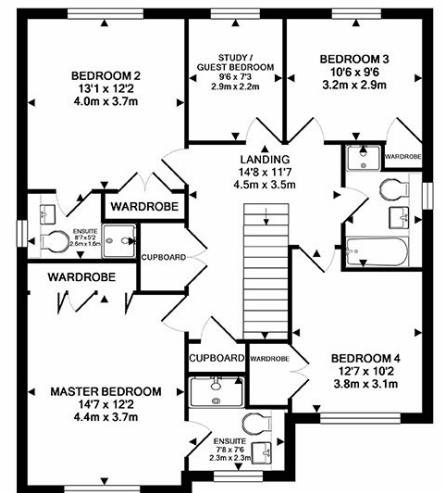 BEDROOM 2
13'1 x 12'2
4.0m x 3.7m
STUDY /
GUEST BEDROOM
9'6 x 7'3
2.9m x 2.2m
BEDROOM 3
10'6 x 9'6
3.2m x 2.9m
LANDING
14'8 x 11'7
4.5m x 3.5m
WARDROBE
WARDROBE
ENSUITE
8'7 x 5'2
2.6m x 1.6m
CUPBOARD
WARDROBE
CUPBOARD
WARDROBE
BEDROOM 4
12'7 x 10'2
3.8m x 3.1m
MASTER BEDROOM
14'7 x 12'2
4.4m x 3.7m
ENSUITE
7'8 x 7'6
2.3m x 2.3m